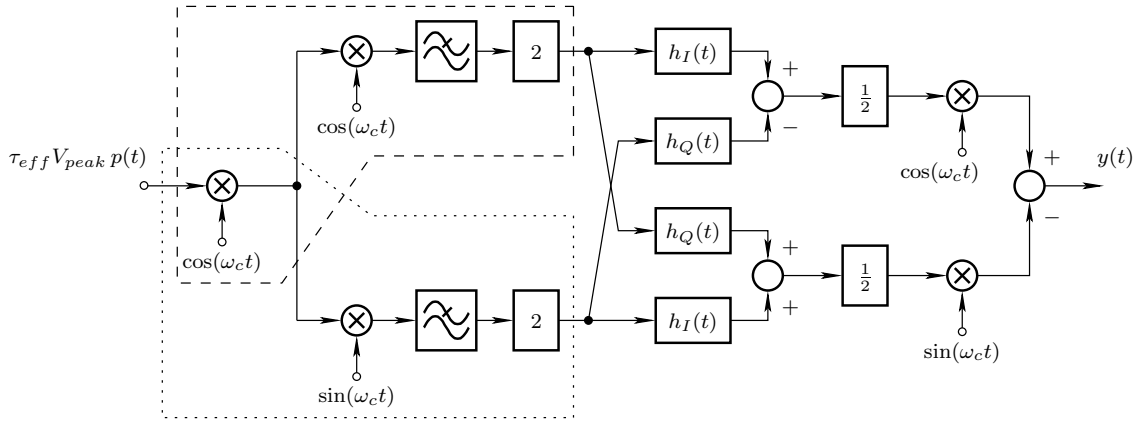 2
h_I(t)
+
−
1/2
cos(ω_c t)
h_Q(t)
cos(ω_c t)
τ_{eff} V_{peak} p(t)
+
−
y(t)
cos(ω_c t)
h_Q(t)
+
+
1/2
2
h_I(t)
sin(ω_c t)
sin(ω_c t)